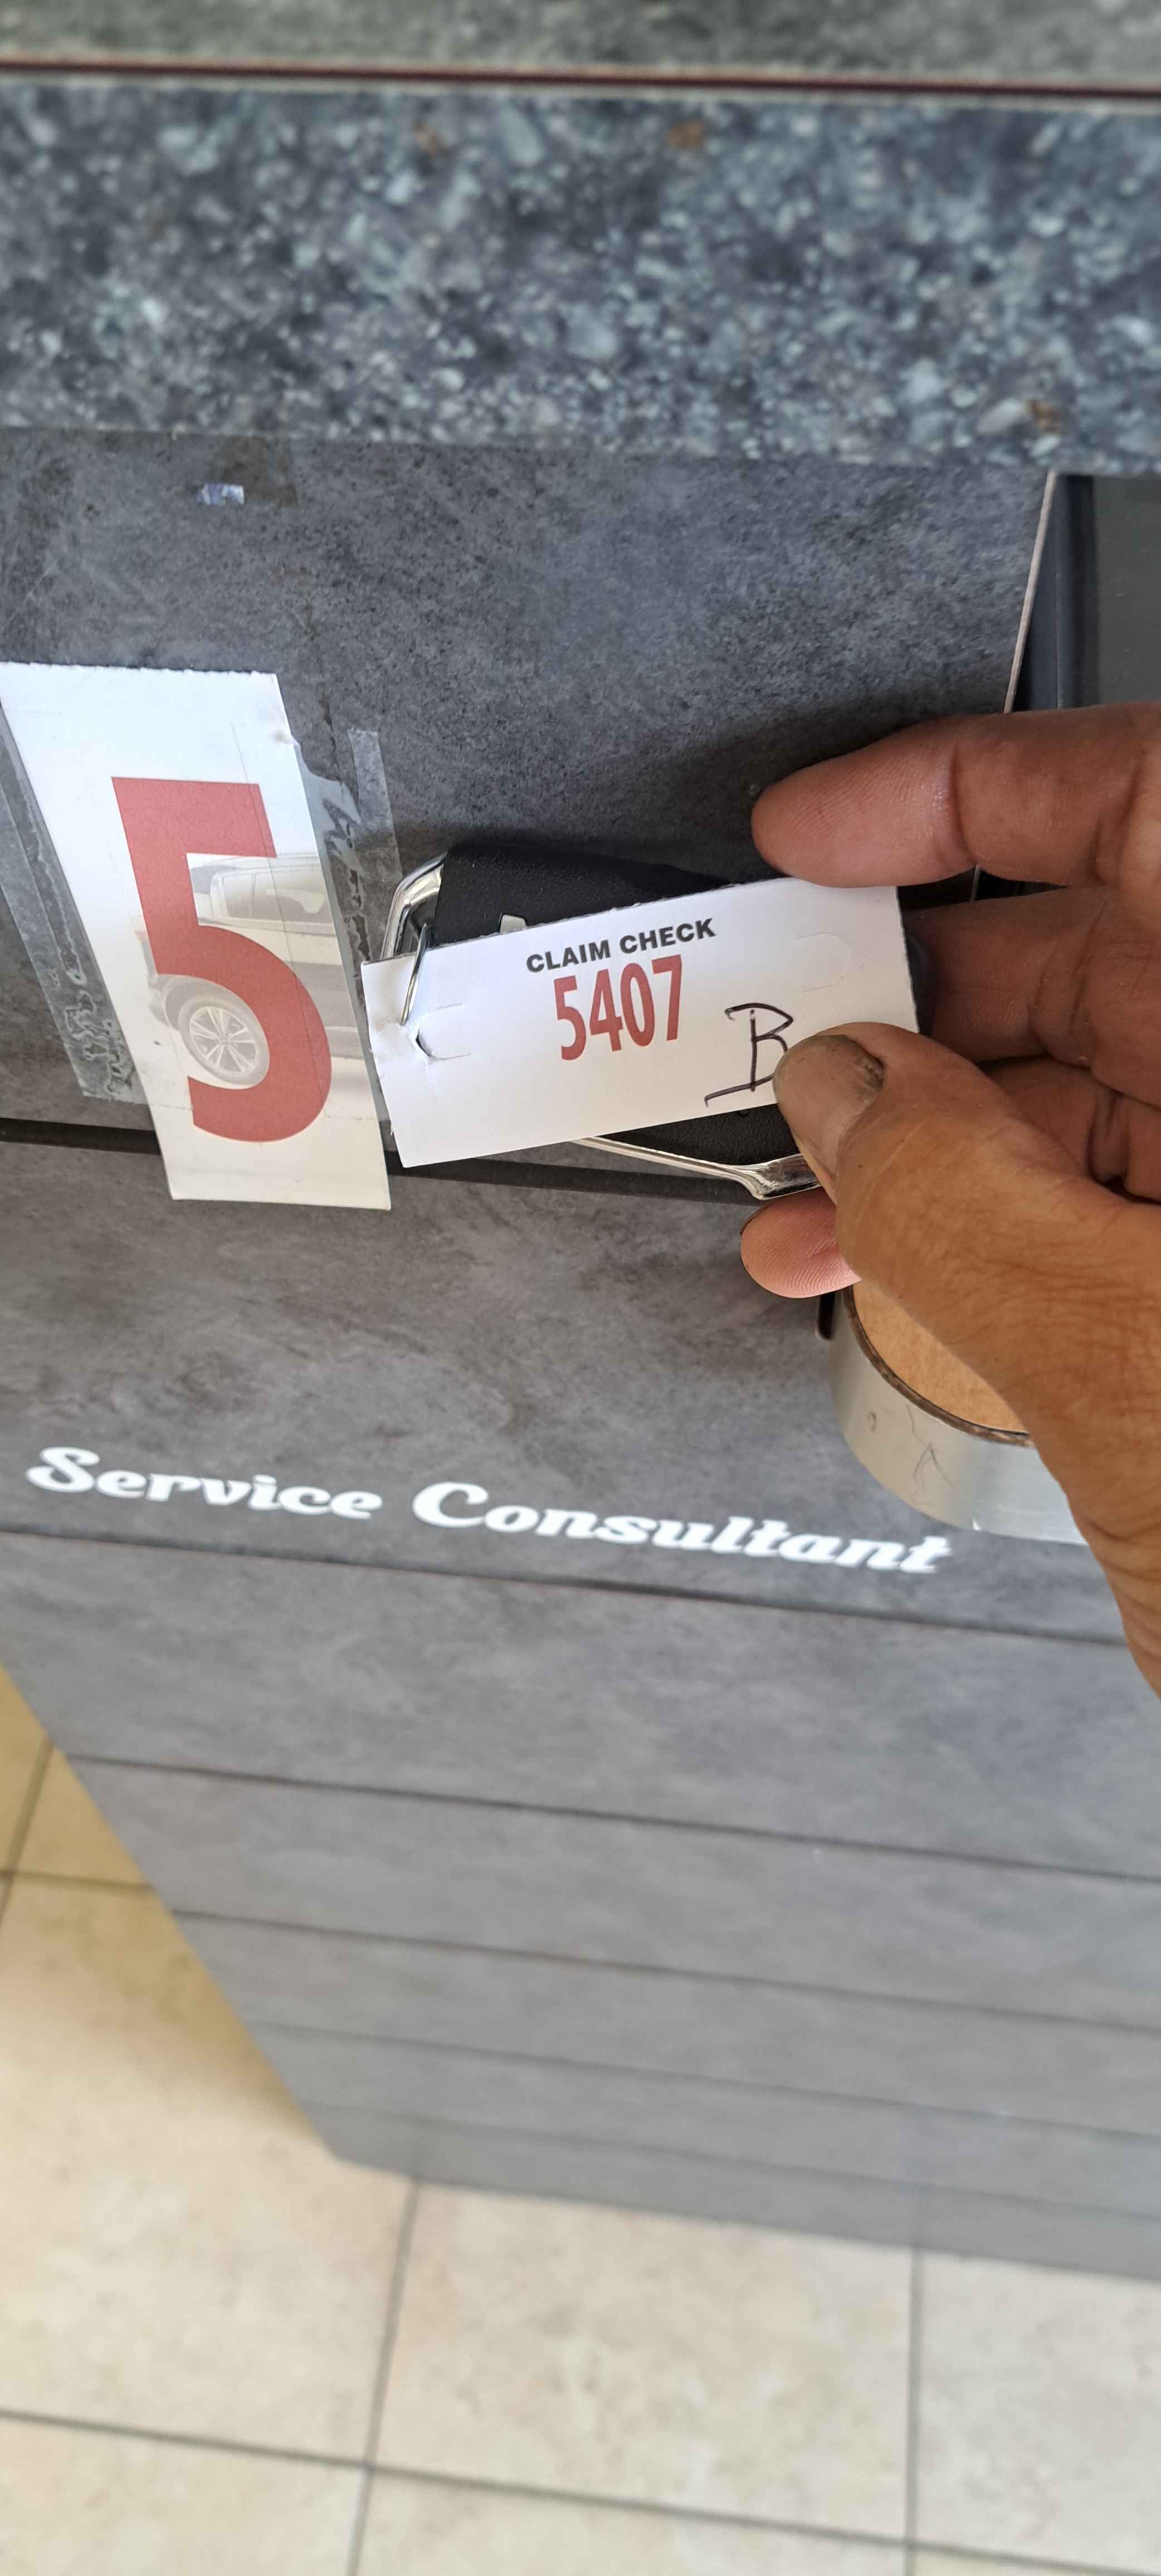 5
CLAIM CHECK
5407
B
Service Consultant